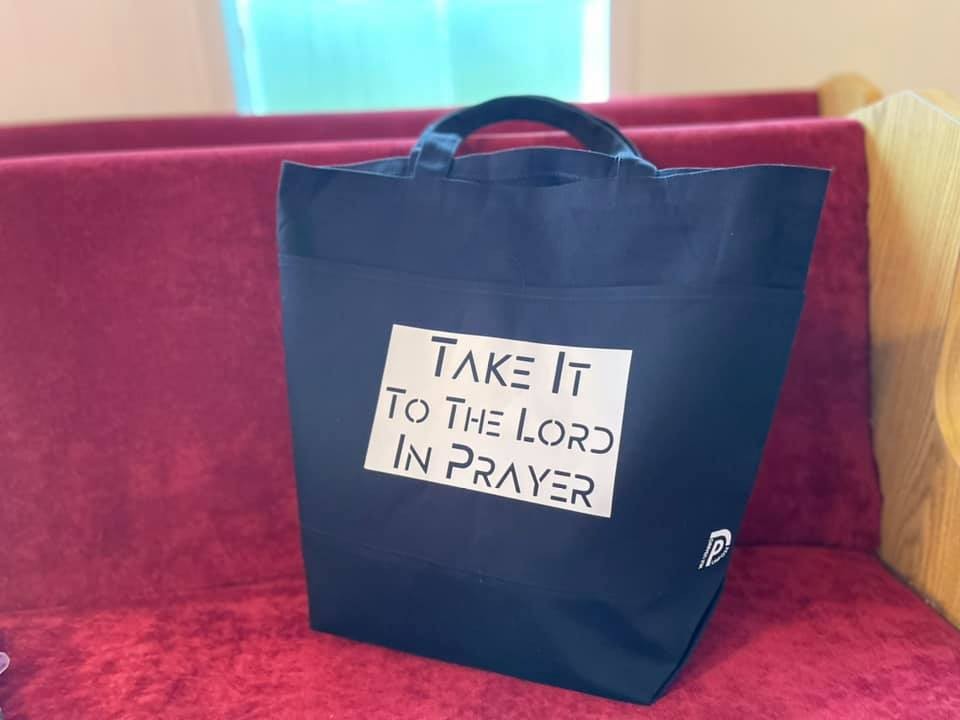 Take It
To The Lord
In Prayer